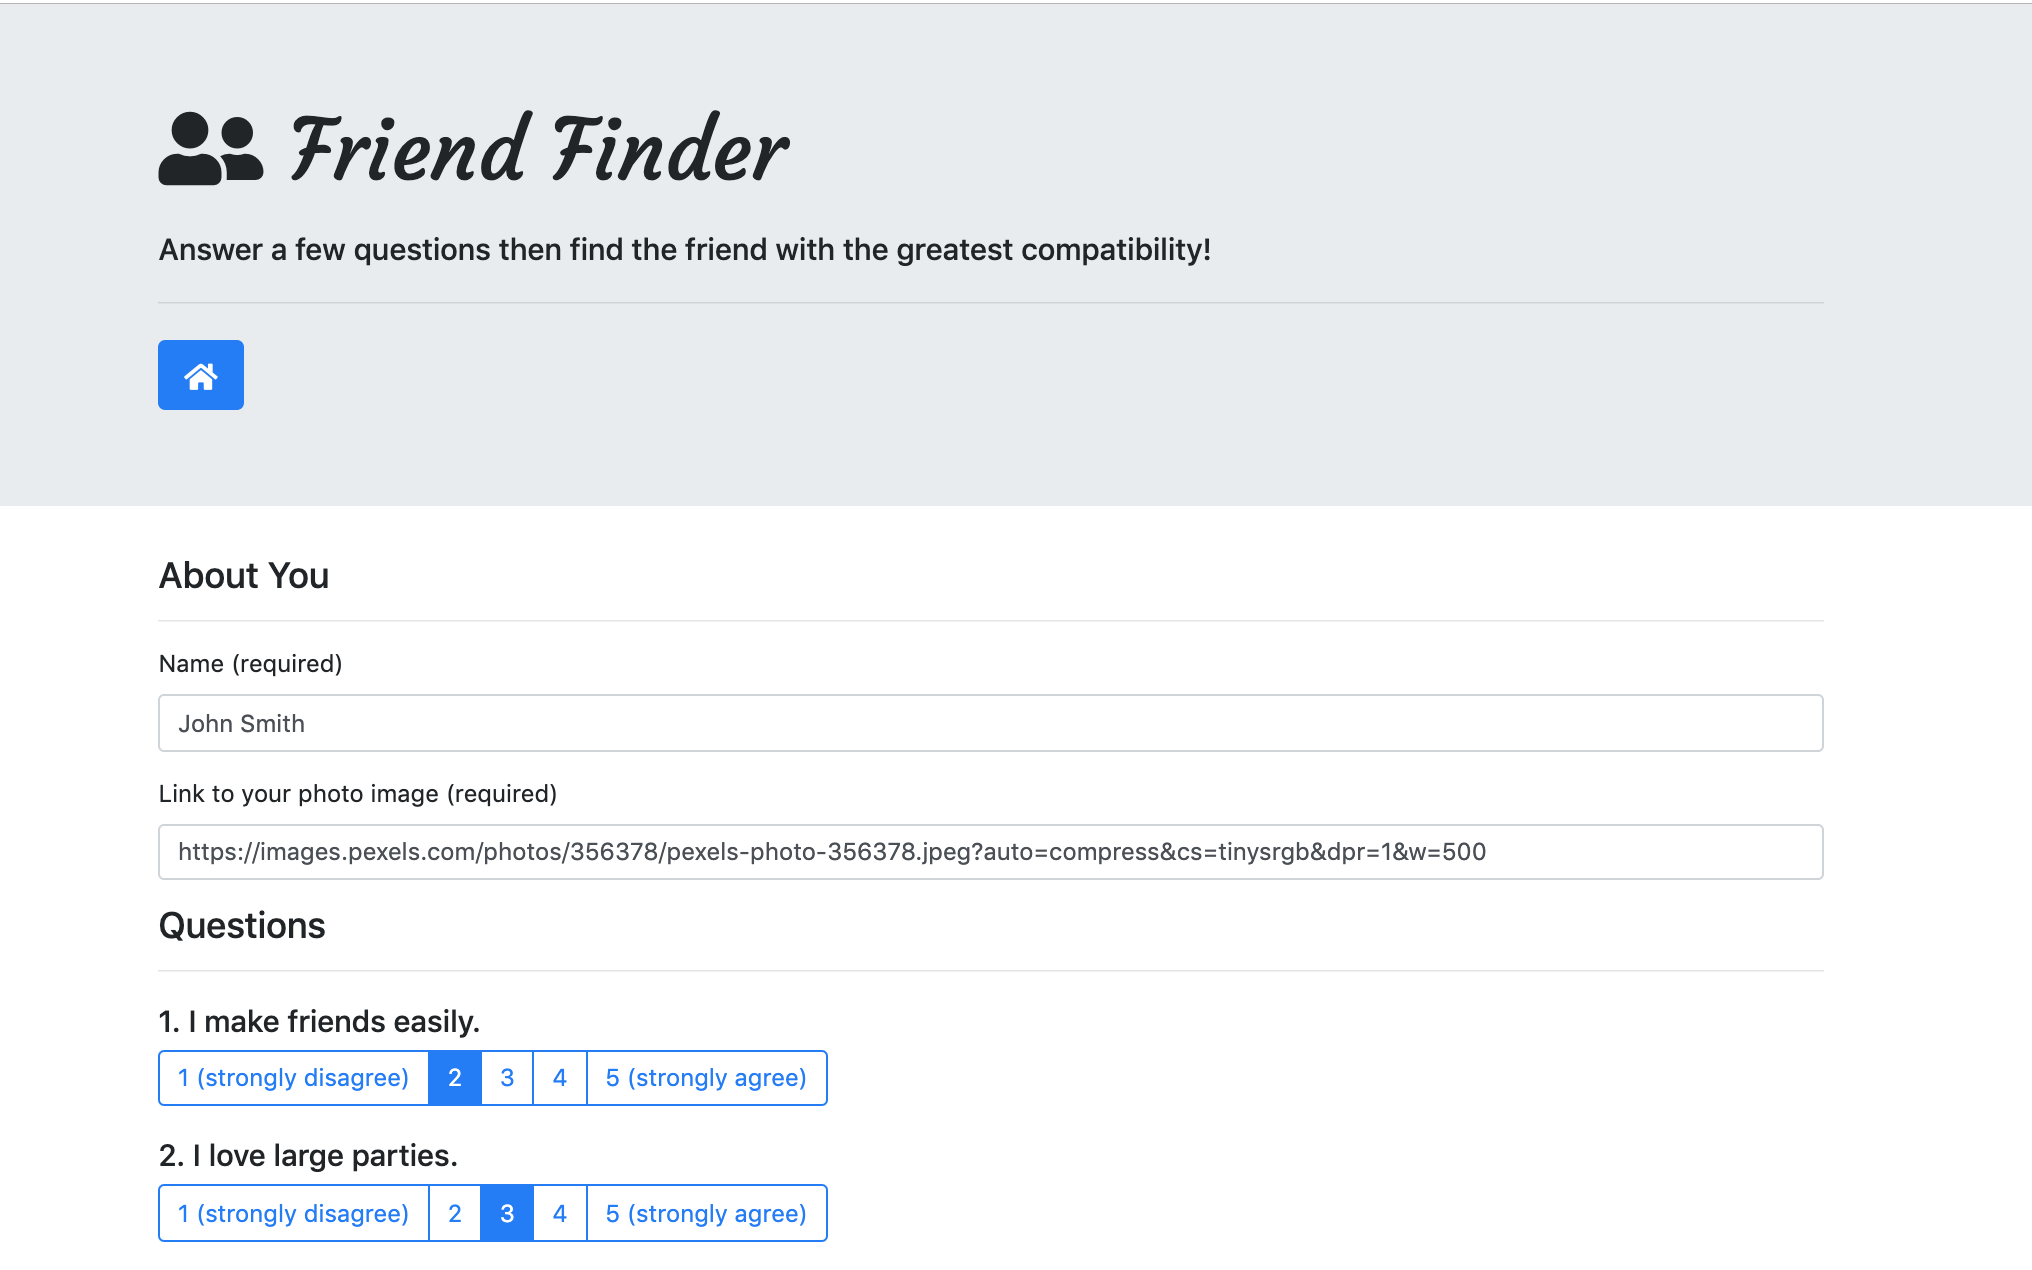 Friend Finder
Answer a few questions then find the friend with the greatest compatibility!
About You
Name (required)
John Smith
Link to your photo image (required)
https://images.pexels.com/photos/356378/pexels-photo-356378.jpeg?auto=compress&cs=tinysrgb&dpr=1&w=500
Questions
1. I make friends easily.
1 (strongly disagree) 2 3 4 5 (strongly agree)
2. I love large parties.
1 (strongly disagree) 2 3 4 5 (strongly agree)